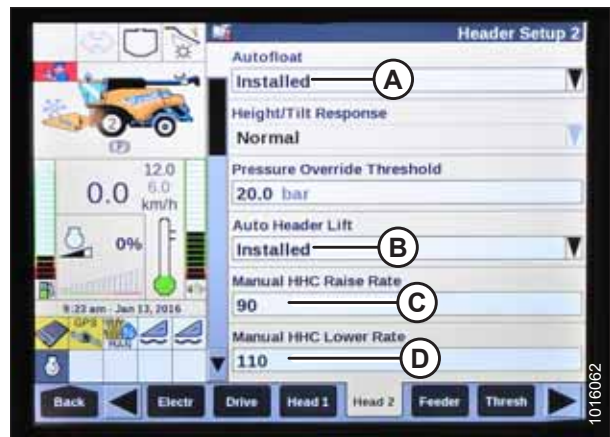 Header Setup 2
Autofloat
Installed
A
Height/Tilt Response
Normal
Pressure Override Threshold
20.0 bar
Auto Header Lift
Installed
B
Manual HHC Raise Rate
90
C
Manual HHC Lower Rate
110
D
2
(P)
12.0
6.0
0.0 km/h
0%
9:23 am - Jan 13, 2016
GPS
MAN
Back
Electr
Drive
Head 1
Head 2
Feeder
Thresh
1016062